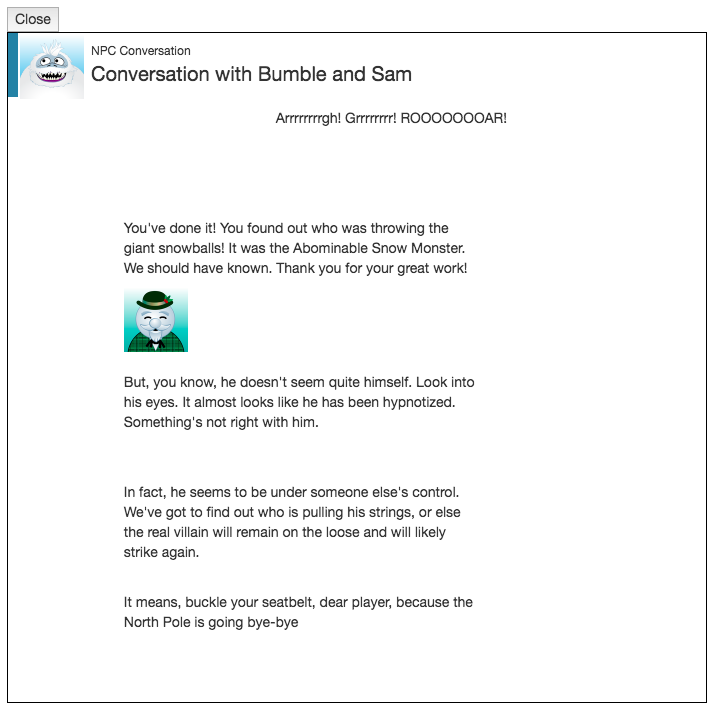 Close
NPC Conversation
Conversation with Bumble and Sam
Arrrrrrrgh! Grrrrrrrr! ROOOOOOOAR!
You've done it! You found out who was throwing the
giant snowballs! It was the Abominable Snow Monster.
We should have known. Thank you for your great work!
But, you know, he doesn't seem quite himself. Look into
his eyes. It almost looks like he has been hypnotized.
Something's not right with him.
In fact, he seems to be under someone else's control.
We've got to find out who is pulling his strings, or else
the real villain will remain on the loose and will likely
strike again.
It means, buckle your seatbelt, dear player, because the
North Pole is going bye-bye